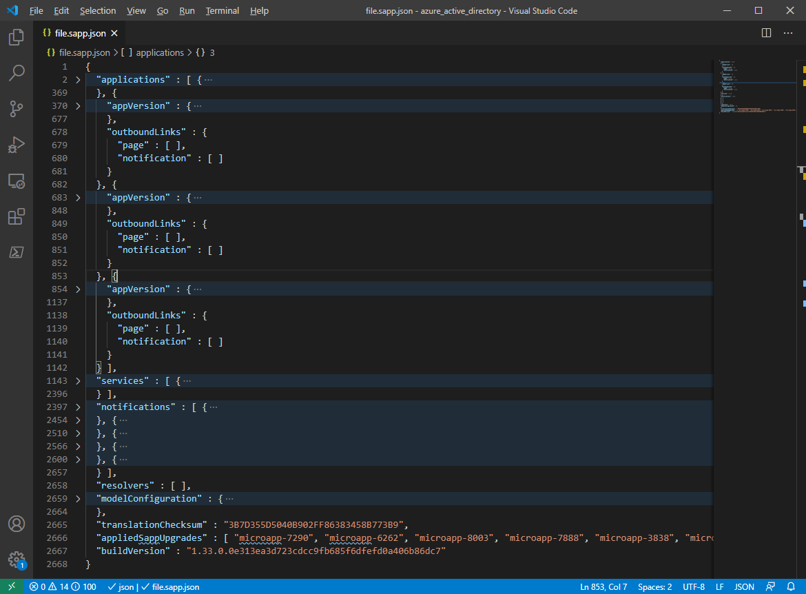 File Edit Selection View Go Run Terminal Help file.sapp.json - azure_active_directory - Visual Studio Code
{} file.sapp.json
{} file.sapp.json > [ ] applications > {} 3
1 {
2 "applications" : [ {···
369 }, {
370 "appVersion" : {···
677 },
678 "outboundLinks" : {
679 "page" : [ ],
680 "notification" : [ ]
681 }
682 }, {
683 "appVersion" : {···
848 },
849 "outboundLinks" : {
850 "page" : [ ],
851 "notification" : [ ]
852 }
853 }, {
854 "appVersion" : {···
1137 },
1138 "outboundLinks" : {
1139 "page" : [ ],
1140 "notification" : [ ]
1141 }
1142 } ],
1143 "services" : [ {···
2396 } ],
2397 "notifications" : [ {···
2454 }, {···
2510 }, {···
2566 }, {···
2600 }, {···
2657 } ],
2658 "resolvers" : [ ],
2659 "modelConfiguration" : {···
2664 },
2665 "translationChecksum" : "3B7D355D5040B902FF86383458B773B9",
2666 "appliedSappUpgrades" : [ "microapp-7290", "microapp-6262", "microapp-8003", "microapp-7888", "microapp-3838", "micro
2667 "buildVersion" : "1.33.0.0e313ea3d723cdcc9fb685f6dfefd0a406b86dc7"
2668 }
1
0 14 100 json | file.sapp.json Ln 853, Col 7 Spaces: 2 UTF-8 LF JSON